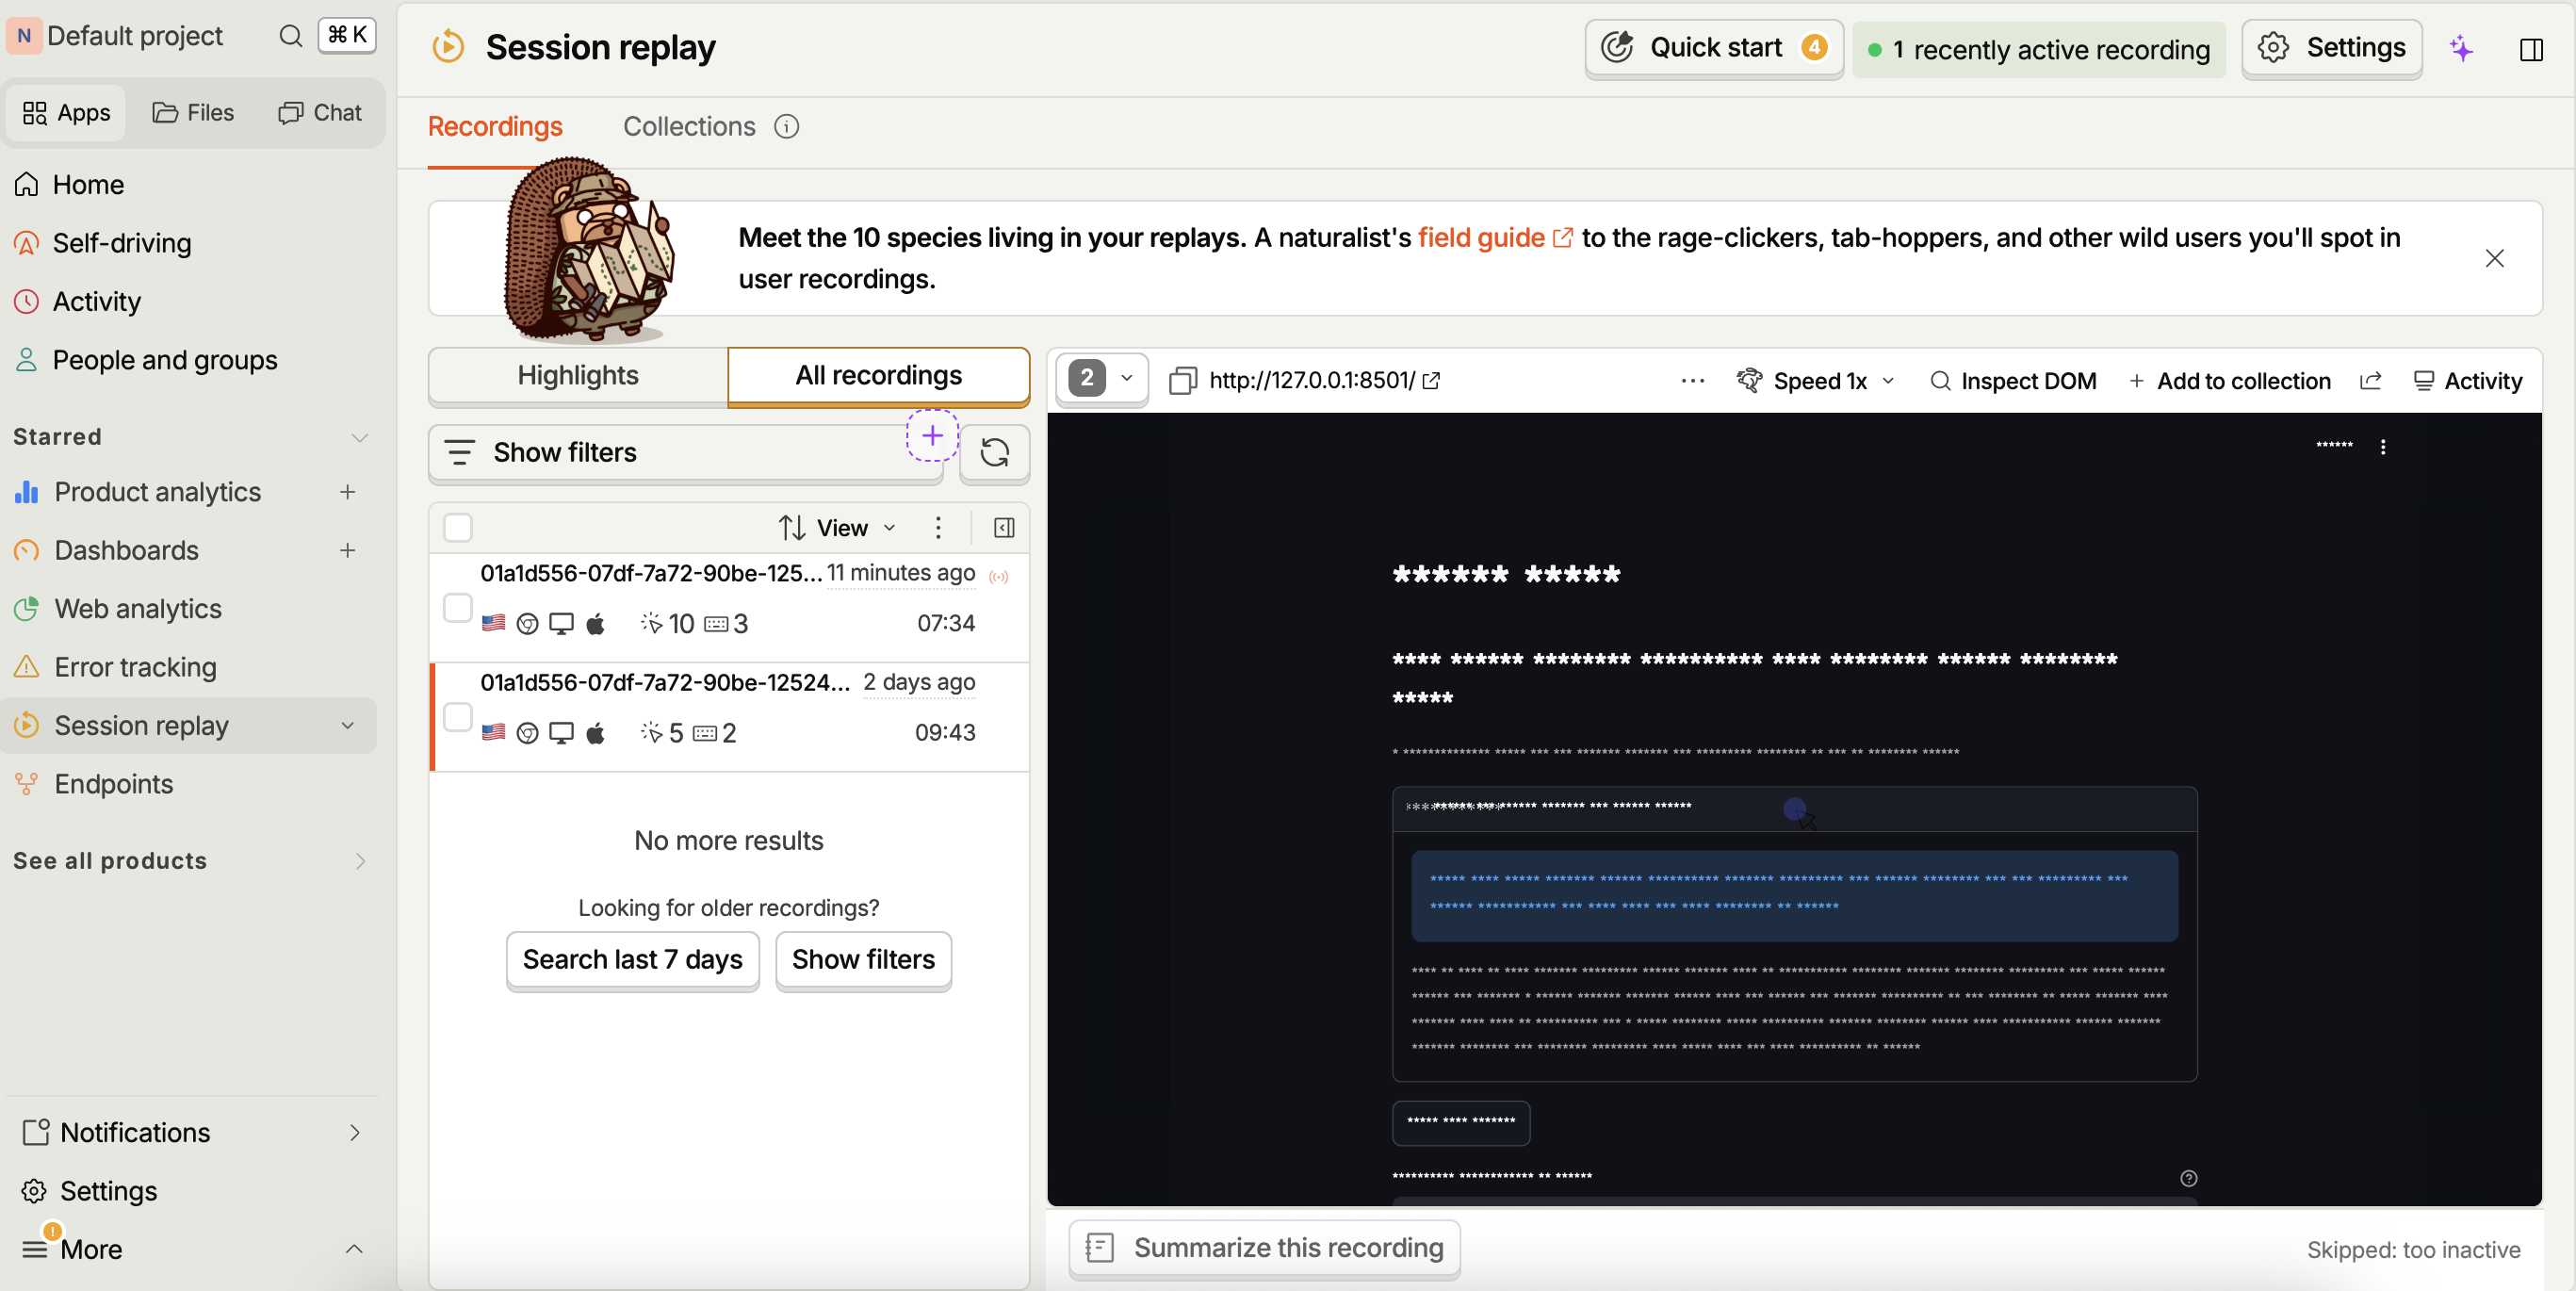 N Default project ⌘ K
Apps Files Chat
Home
Self-driving
Activity
People and groups
Starred
Product analytics +
Dashboards +
Web analytics
Error tracking
Session replay
Endpoints
See all products
Notifications
Settings
More
Session replay
Quick start 4
1 recently active recording
Settings
Recordings Collections
Meet the 10 species living in your replays. A naturalist's field guide to the rage-clickers, tab-hoppers, and other wild users you'll spot in
user recordings.
Highlights All recordings
Show filters
View
01a1d556-07df-7a72-90be-125... 11 minutes ago
10 3 07:34
01a1d556-07df-7a72-90be-12524... 2 days ago
5 2 09:43
No more results
Looking for older recordings?
Search last 7 days Show filters
2 http://127.0.0.1:8501/ ... Speed 1x Inspect DOM + Add to collection Activity
****** 
****** *****
**** ****** ******** ********** **** ******** ****** ********
*****
Summarize this recording
Skipped: too inactive